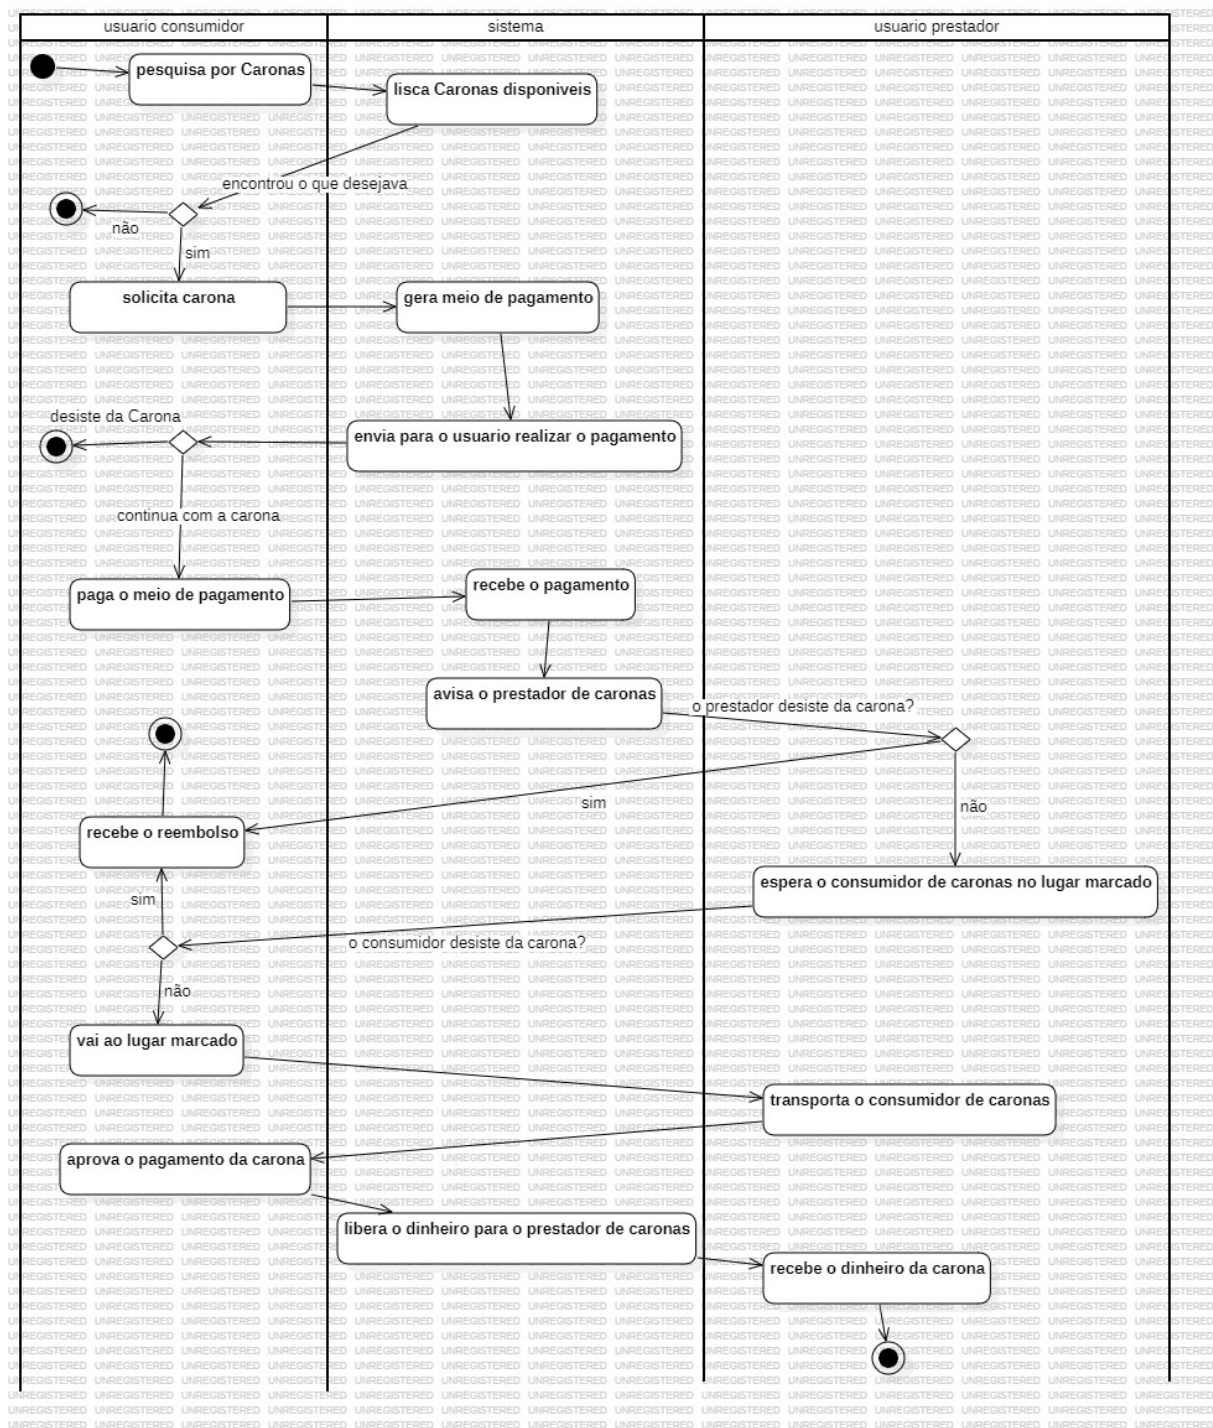 usuario consumidor
sistema
usuario prestador
pesquisa por Caronas
lisca Caronas disponiveis
encontrou o que desejava
não
sim
solicita carona
gera meio de pagamento
desiste da Carona
envia para o usuario realizar o pagamento
continua com a carona
paga o meio de pagamento
recebe o pagamento
avisa o prestador de caronas
o prestador desiste da carona?
sim
não
recebe o reembolso
espera o consumidor de caronas no lugar marcado
sim
o consumidor desiste da carona?
não
vai ao lugar marcado
transporta o consumidor de caronas
aprova o pagamento da carona
libera o dinheiro para o prestador de caronas
recebe o dinheiro da carona
UNREGISTERED